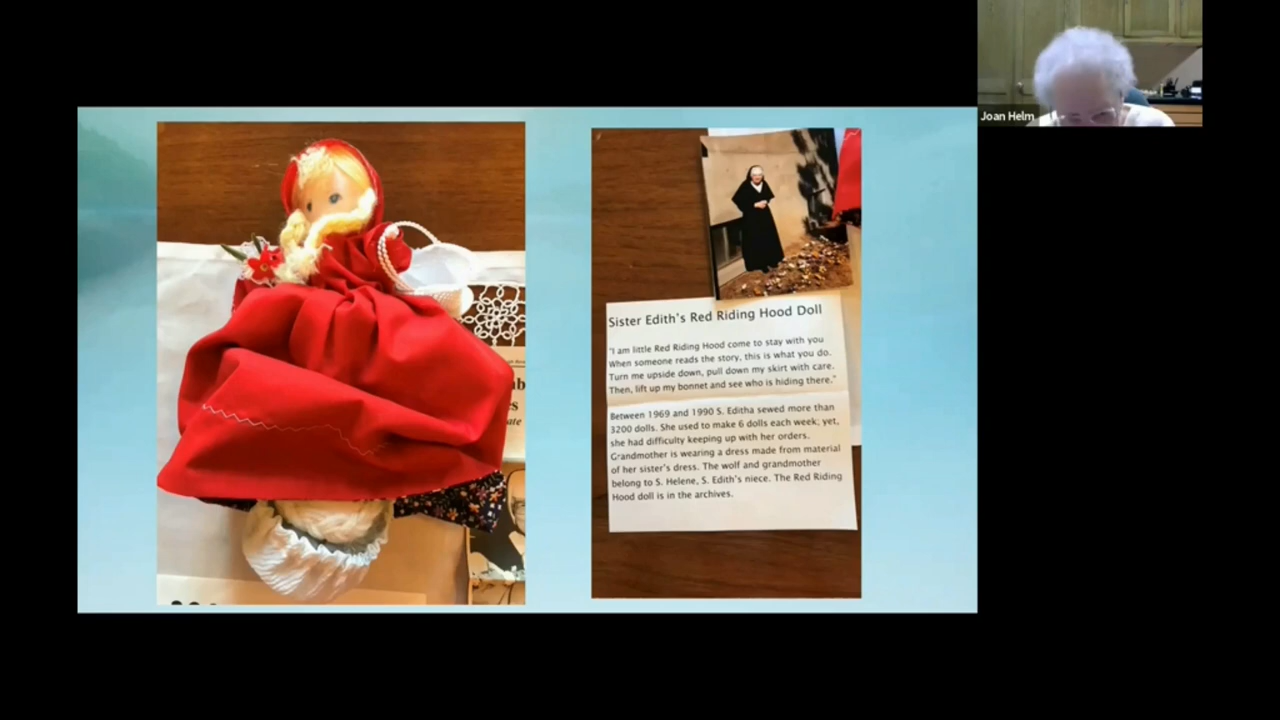 Joan Helm
Sister Edith's Red Riding Hood Doll
"I am little Red Riding Hood come to stay with you
When someone reads the story, this is what you do.
Turn me upside down, pull down my skirt with care.
Then, lift up my bonnet and see who is hiding there."
Between 1969 and 1990 S. Editha sewed more than
3200 dolls. She used to make 6 dolls each week; yet,
she had difficulty keeping up with her orders.
Grandmother is wearing a dress made from material
of her sister's dress. The wolf and grandmother
belong to S. Helene, S. Edith's niece. The Red Riding
Hood doll is in the archives.